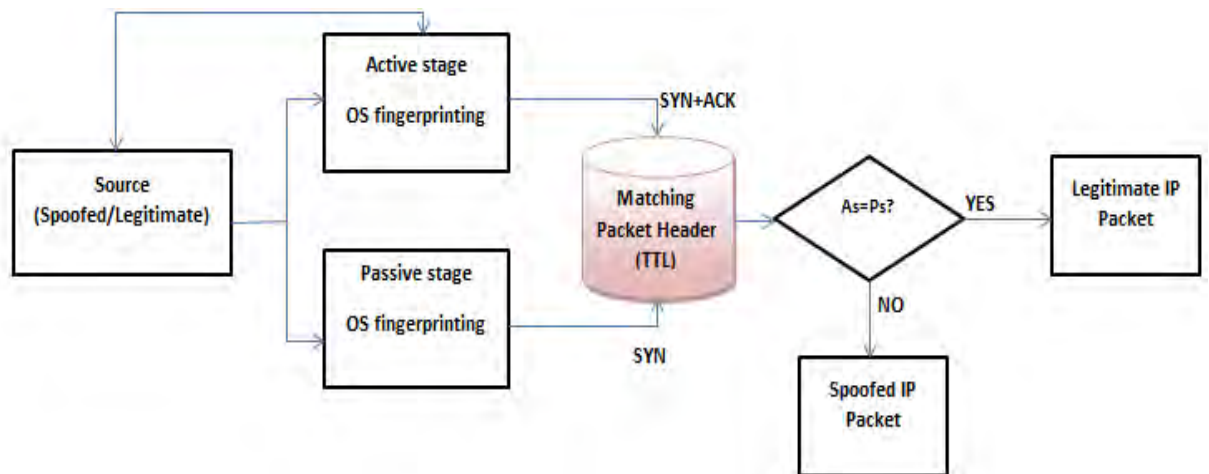 Active stage
OS fingerprinting
SYN+ACK
Source
(Spoofed/Legitimate)
Matching
Packet Header
(TTL)
As=Ps?
YES
Legitimate IP
Packet
Passive stage
OS fingerprinting
SYN
NO
Spoofed IP
Packet